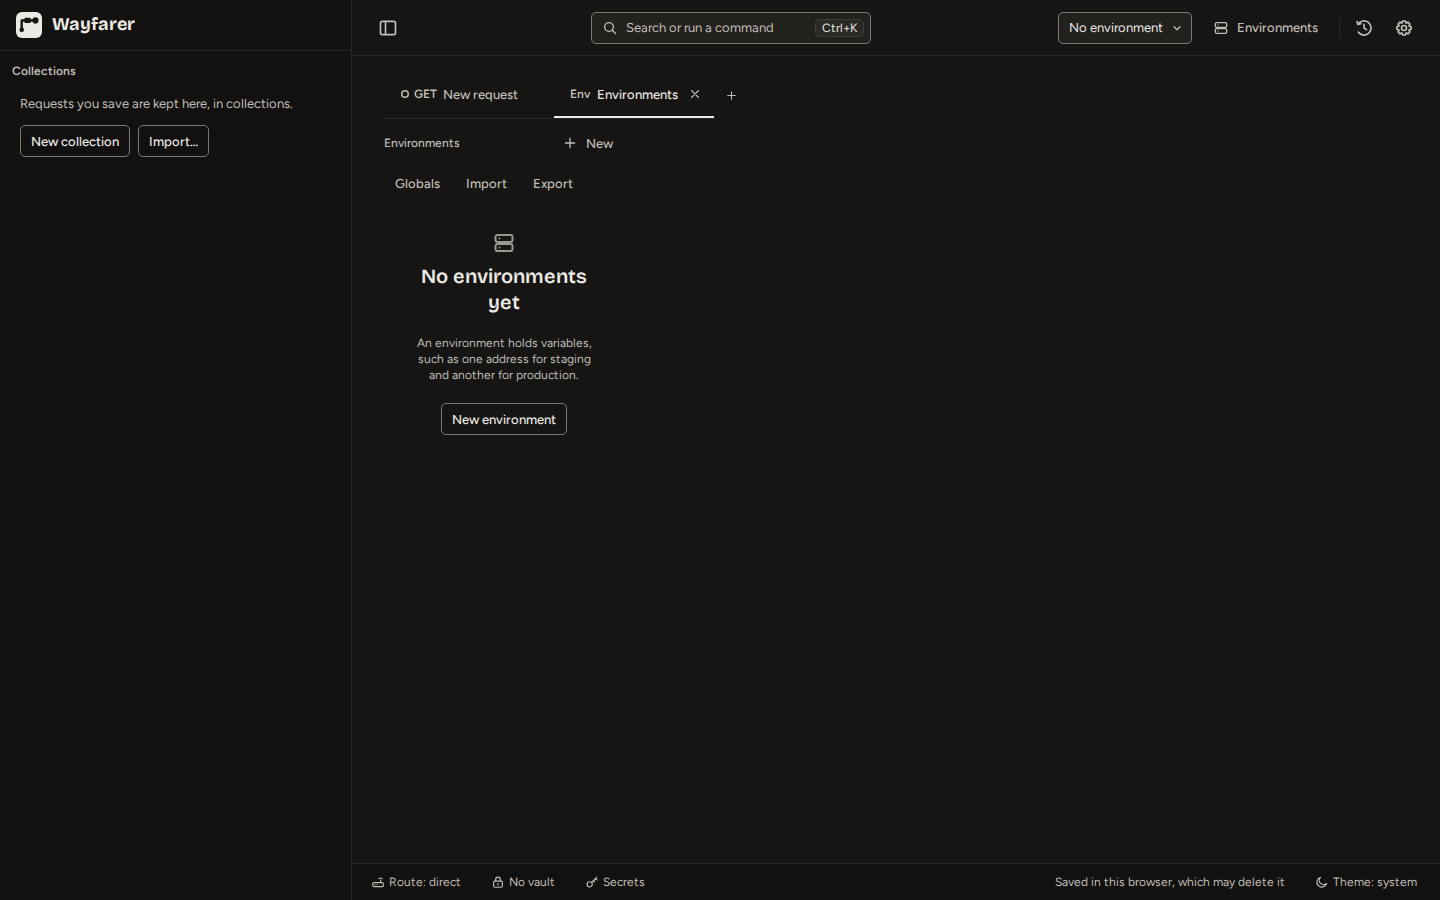 Wayfarer
Search or run a command Ctrl+K
No environment
Environments
Collections
Requests you save are kept here, in collections.
New collection
Import...
GET New request
Env Environments
Environments
New
Globals
Import
Export
No environments
yet
An environment holds variables,
such as one address for staging
and another for production.
New environment
Route: direct
No vault
Secrets
Saved in this browser, which may delete it
Theme: system